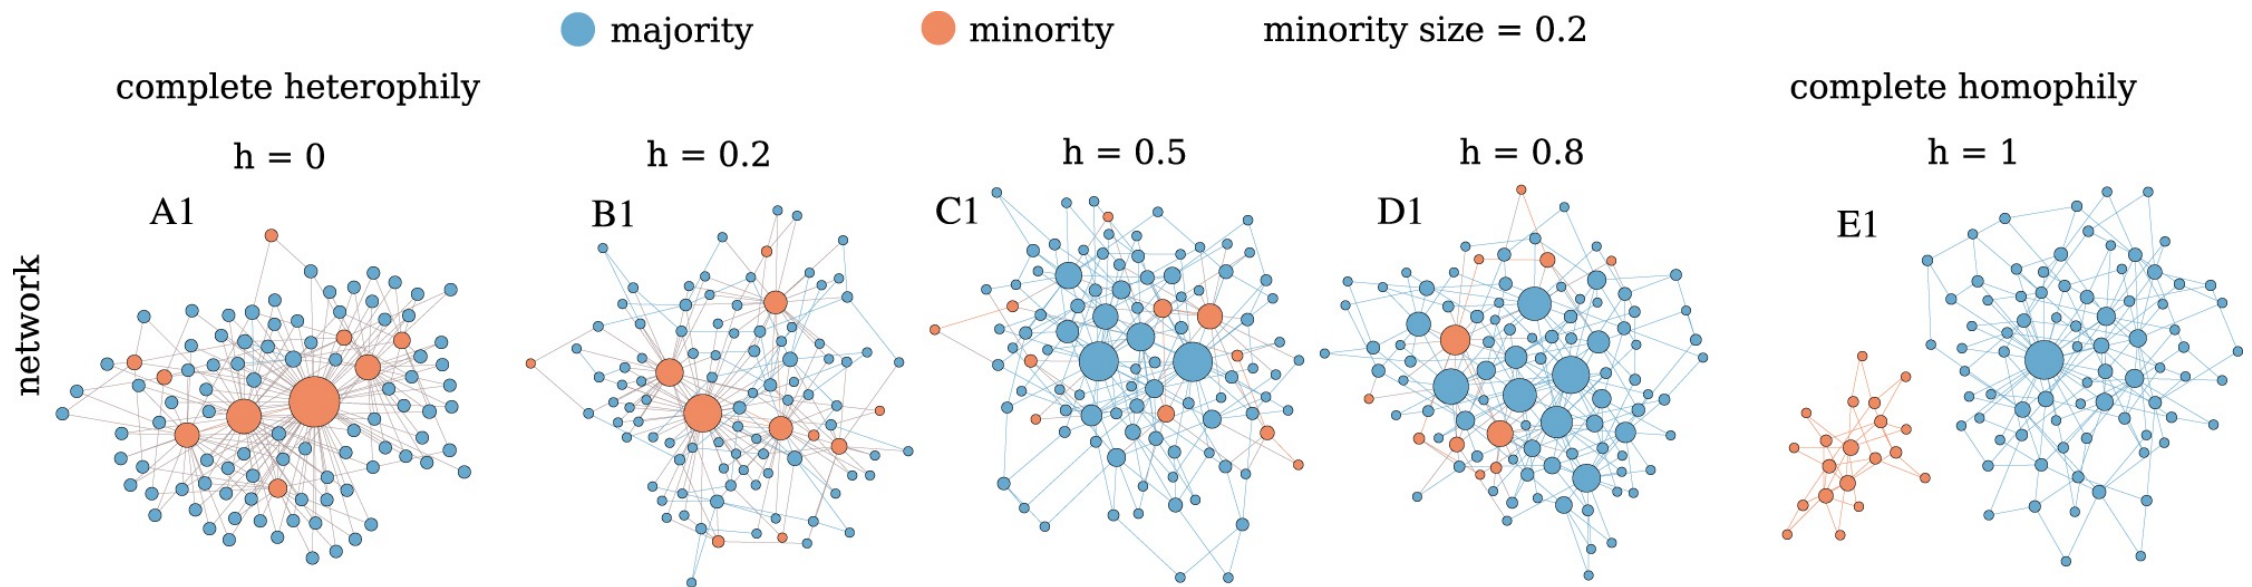 majority minority minority size = 0.2
complete heterophily complete homophily
h = 0 h = 0.2 h = 0.5 h = 0.8 h = 1
A1 B1 C1 D1 E1
network